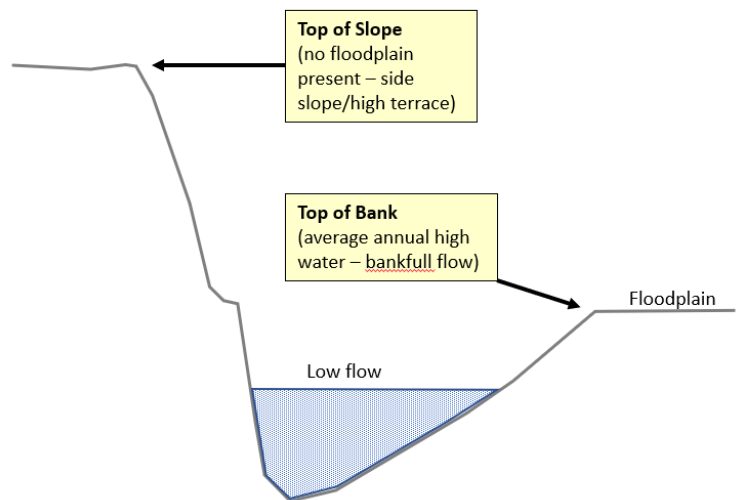 Top of Slope
(no floodplain
present – side
slope/high terrace)
Top of Bank
(average annual high
water – bankfull flow)
Floodplain
Low flow